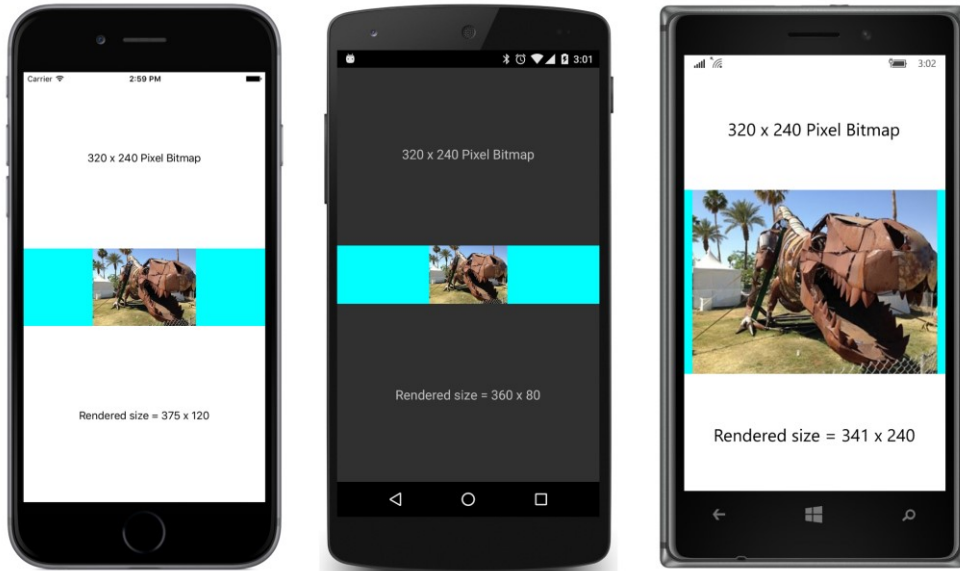 Carrier 2:59 PM
320 x 240 Pixel Bitmap
Rendered size = 375 x 120
3:01
320 x 240 Pixel Bitmap
Rendered size = 360 x 80
3:02
320 x 240 Pixel Bitmap
Rendered size = 341 x 240